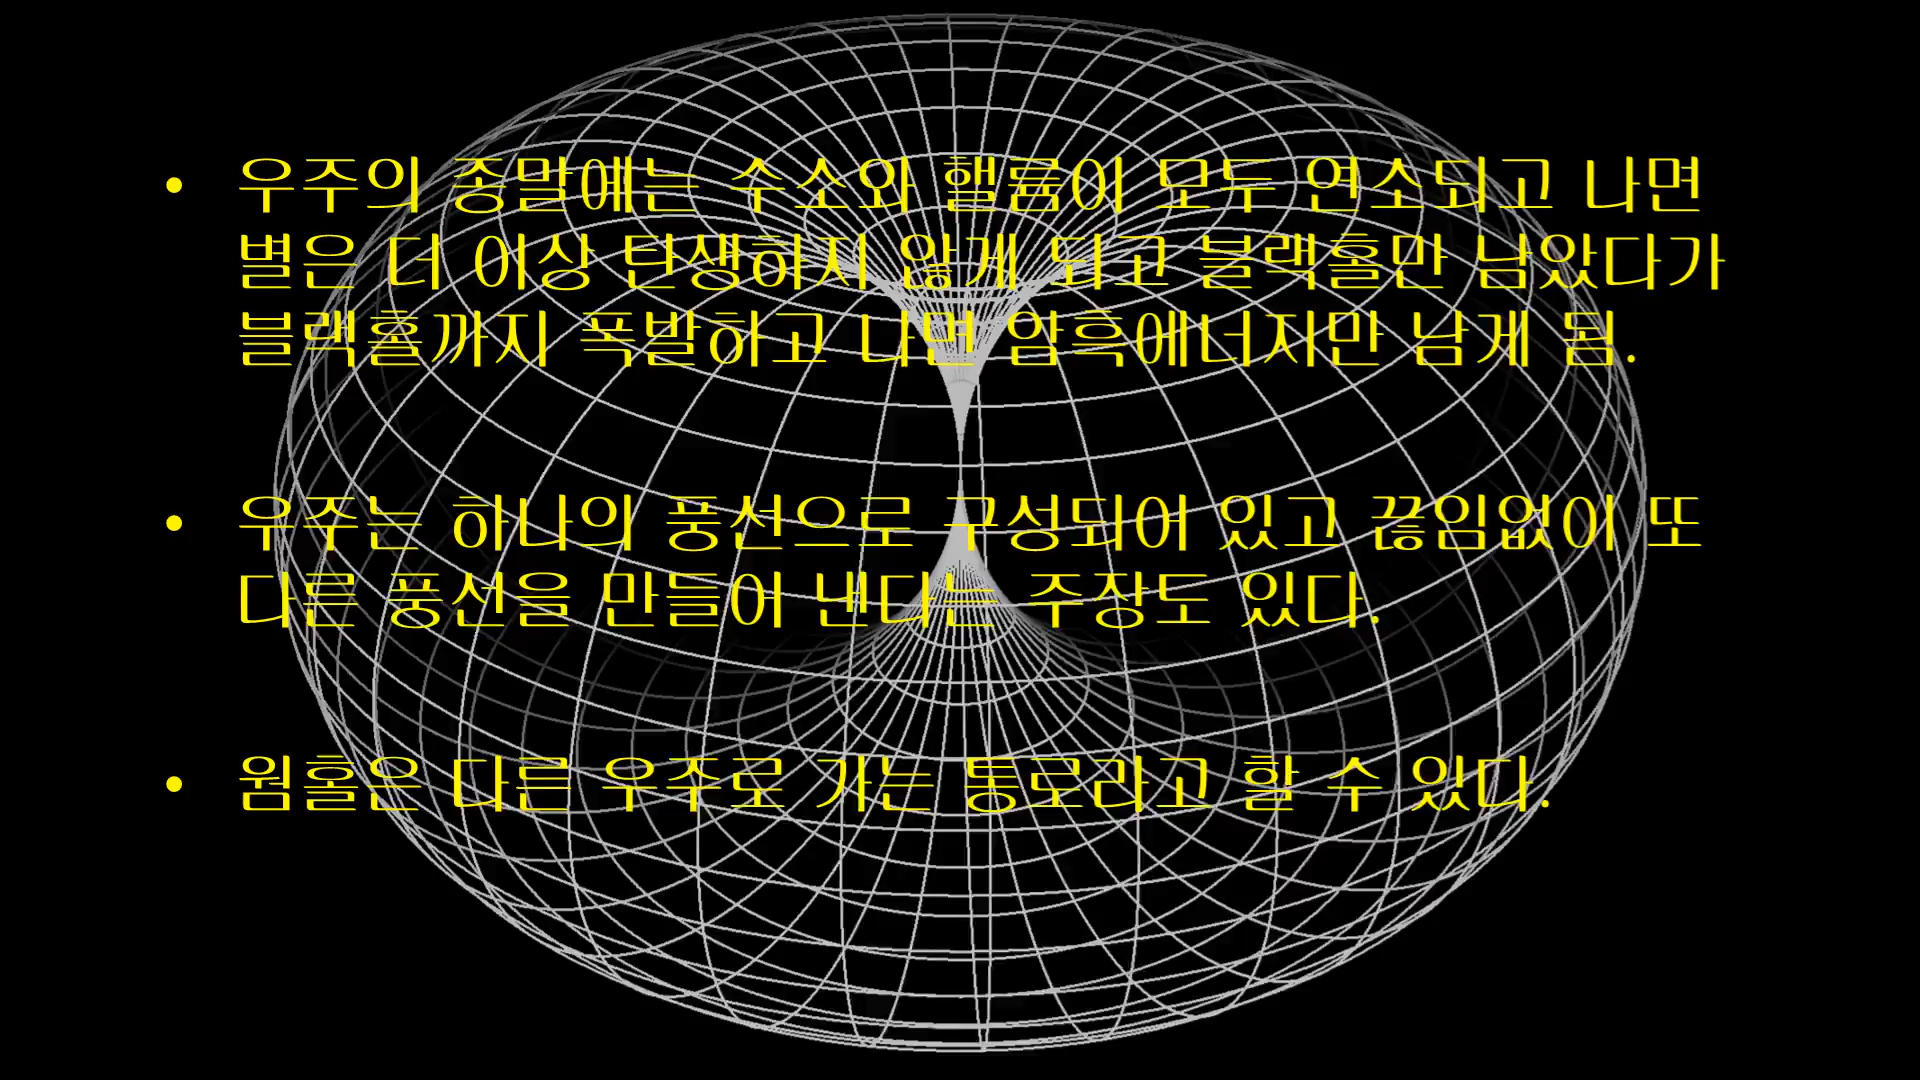 • 우주의 종말에는 수소와 핼륨이 모두 연소되고 나면
별은 더 이상 탄생하지 않게 되고 블랙홀만 남았다가
블랙홀까지 폭발하고 나면 암흑에너지만 남게 됨.
• 우주는 하나의 풍선으로 구성되어 있고 끊임없이 또
다른 풍선을 만들어 낸다는 주장도 있다.
• 웜홀은 다른 우주로 가는 통로라고 할 수 있다.